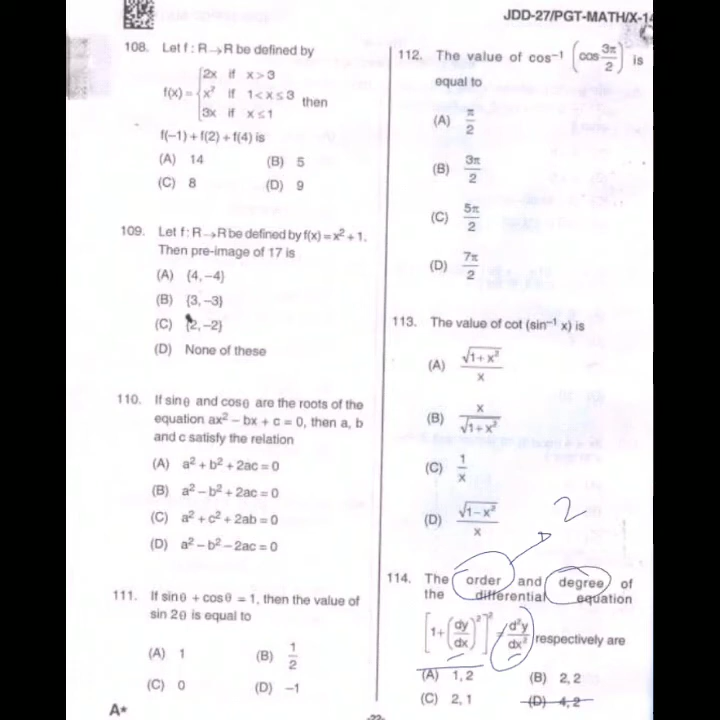 JDD-27/PGT-MATH/X-14
108. Let f : R→R be defined by
f(x) = { 2x if x > 3
x² if 1 < x ≤ 3 then
3x if x ≤ 1
f(−1) + f(2) + f(4) is
(A) 14 (B) 5
(C) 8 (D) 9
109. Let f : R→R be defined by f(x) = x² + 1.
Then pre-image of 17 is
(A) {4, −4}
(B) {3, −3}
(C) {2, −2}
(D) None of these
110. If sinθ and cosθ are the roots of the
equation ax² − bx + c = 0, then a, b
and c satisfy the relation
(A) a² + b² + 2ac = 0
(B) a² − b² + 2ac = 0
(C) a² + c² + 2ab = 0
(D) a² − b² − 2ac = 0
111. If sinθ + cosθ = 1, then the value of
sin 2θ is equal to
(A) 1 (B) 1/2
(C) 0 (D) −1
A*
112. The value of cos⁻¹ (cos 3π/2) is
equal to
(A) π/2
(B) 3π/2
(C) 5π/2
(D) 7π/2
113. The value of cot (sin⁻¹ x) is
(A) √(1+x²)/x
(B) x/√(1+x²)
(C) 1/x
(D) √(1−x²)/x
2
114. The order and degree of
the differential equation
[1+(dy/dx)²]² = d²y/dx² respectively are
(A) 1, 2 (B) 2, 2
(C) 2, 1 (D) 4, 2
-22-